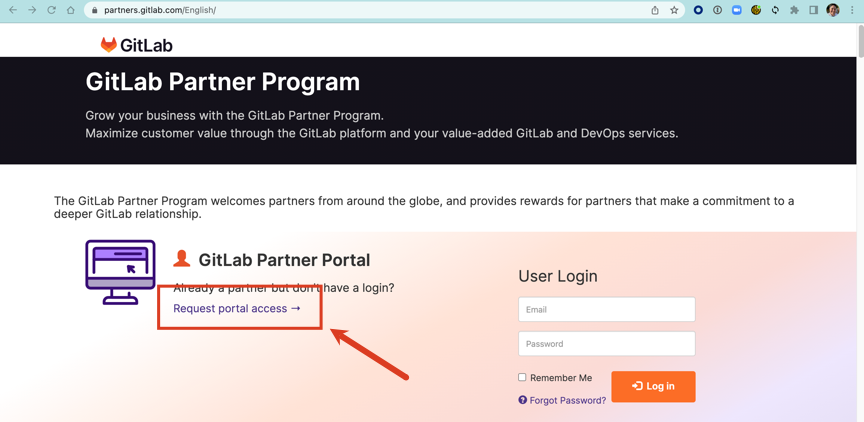 partners.gitlab.com/English/
GitLab
GitLab Partner Program
Grow your business with the GitLab Partner Program.
Maximize customer value through the GitLab platform and your value-added GitLab and DevOps services.
The GitLab Partner Program welcomes partners from around the globe, and provides rewards for partners that make a commitment to a
deeper GitLab relationship.
GitLab Partner Portal
Already a partner but don't have a login?
Request portal access →
User Login
Email
Password
Remember Me
Log in
Forgot Password?